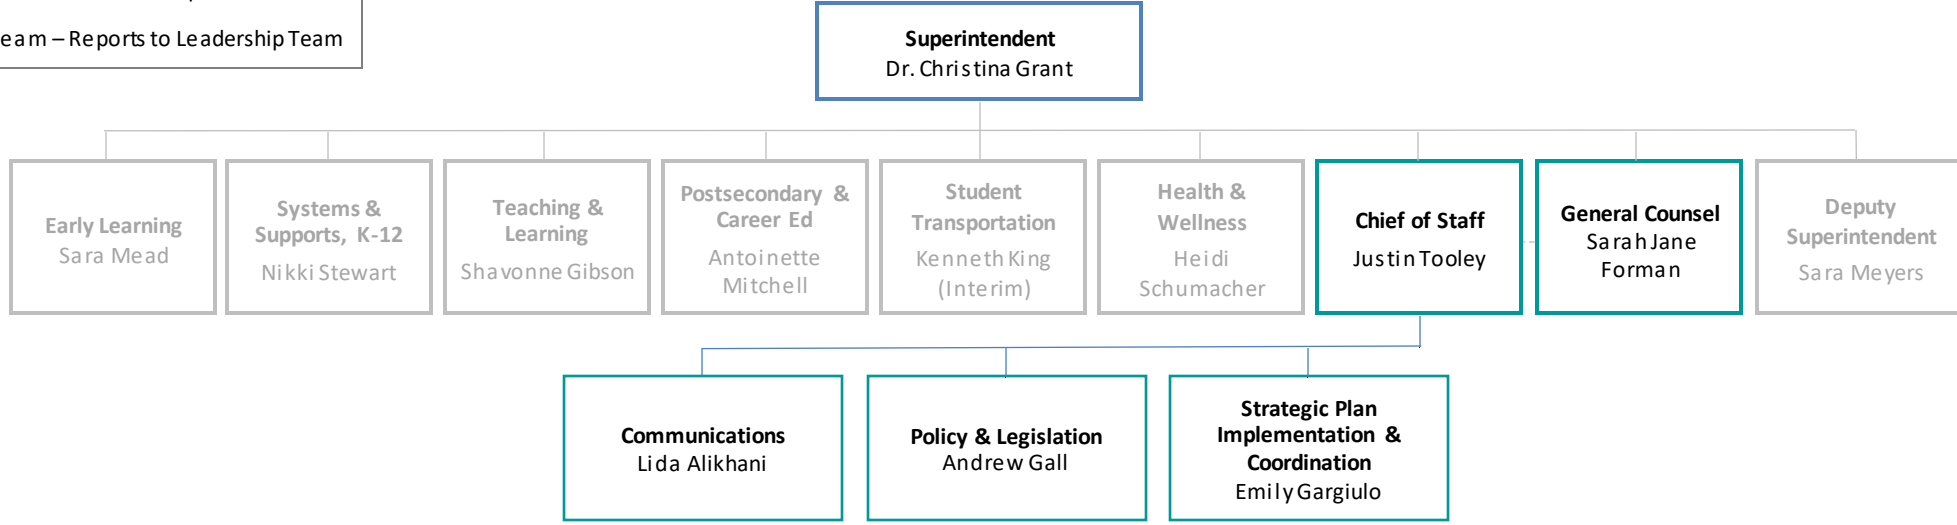 – Reports to Leadership Team
Superintendent
Dr. Christina Grant
Early Learning
Sara Mead
Systems &
Supports, K-12
Nikki Stewart
Teaching &
Learning
Shavonne Gibson
Postsecondary &
Career Ed
Antoinette
Mitchell
Student
Transportation
Kenneth King
(Interim)
Health &
Wellness
Heidi
Schumacher
Chief of Staff
Justin Tooley
General Counsel
Sarah Jane
Forman
Deputy
Superintendent
Sara Meyers
Communications
Lida Alikhani
Policy & Legislation
Andrew Gall
Strategic Plan
Implementation &
Coordination
Emily Gargiulo